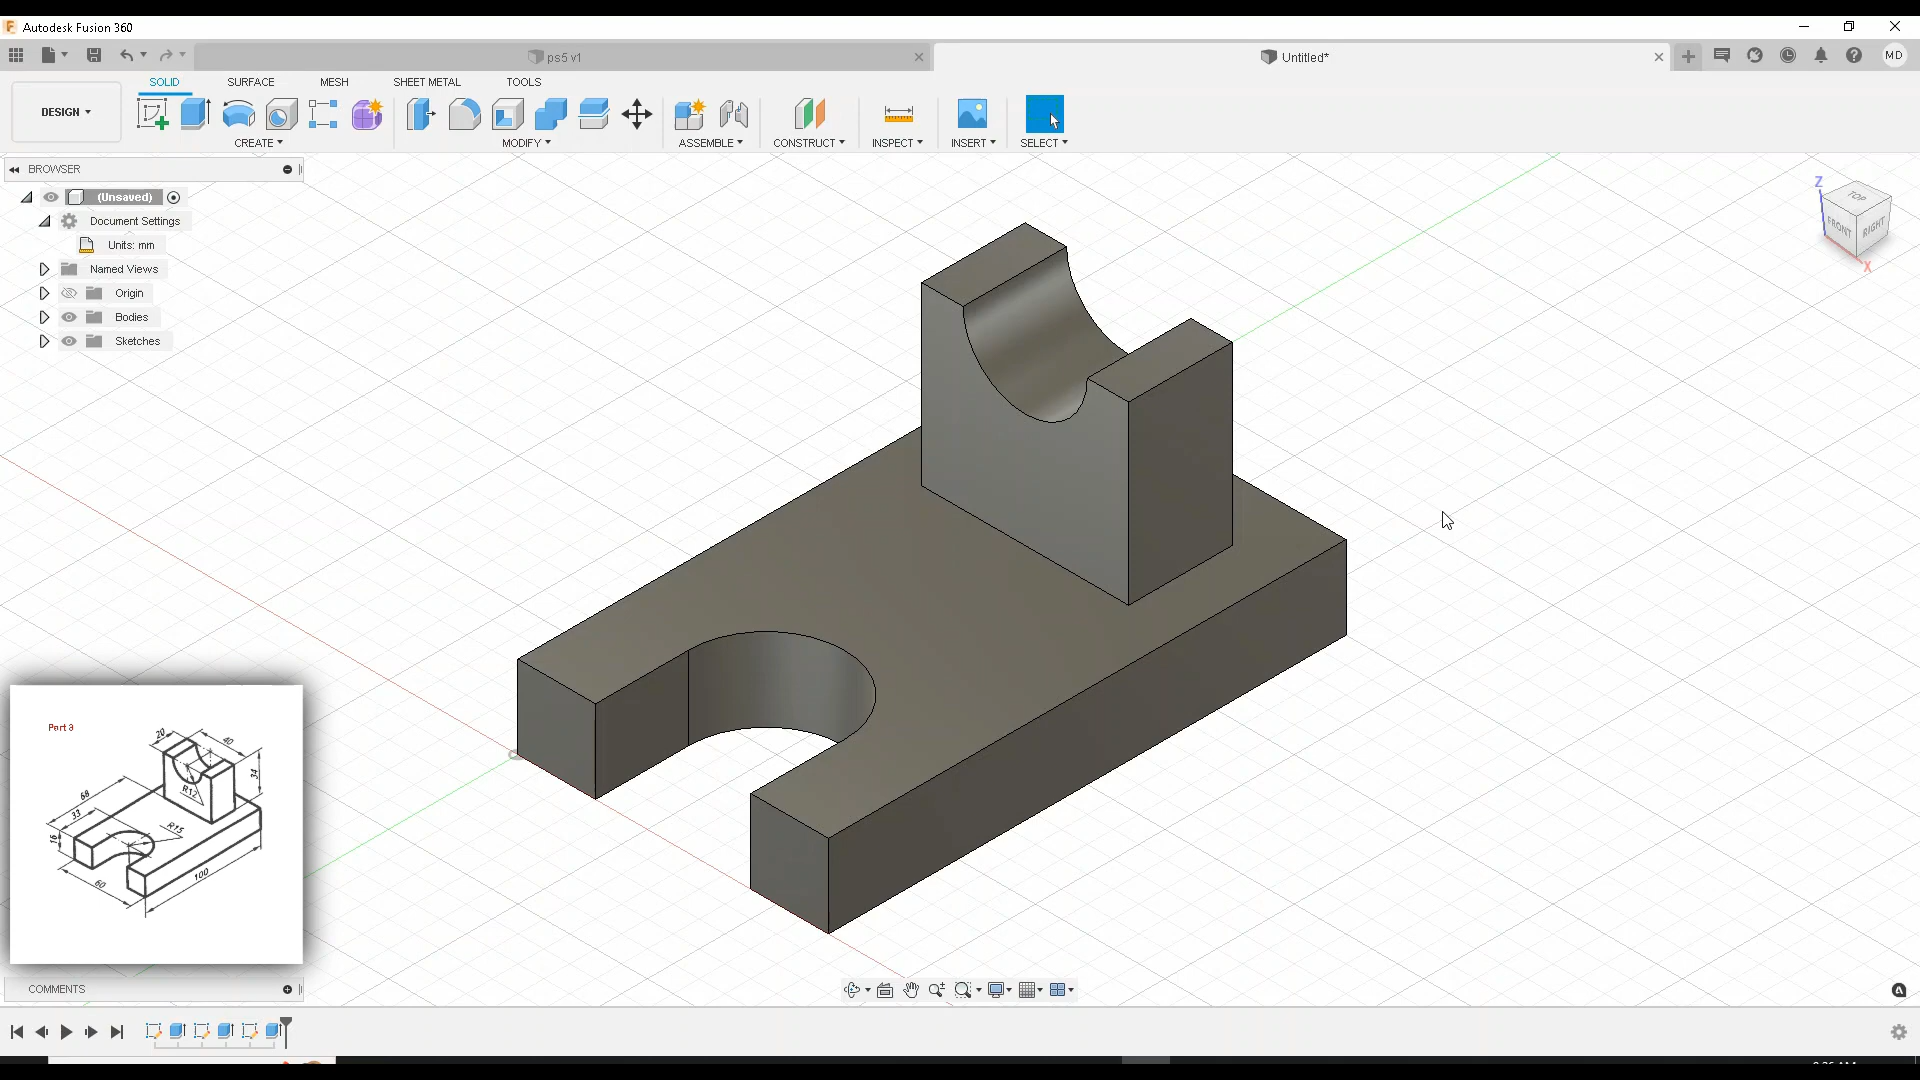 Autodesk Fusion 360
ps5 v1
Untitled*
MD
SOLID SURFACE MESH SHEET METAL TOOLS
DESIGN
CREATE MODIFY ASSEMBLE CONSTRUCT INSPECT INSERT SELECT
BROWSER
(Unsaved)
Document Settings
Units: mm
Named Views
Origin
Bodies
Sketches
Z
TOP
FRONT
RIGHT
X
Part 3
20
40
34
R12
68
33
16
R15
60
100
COMMENTS